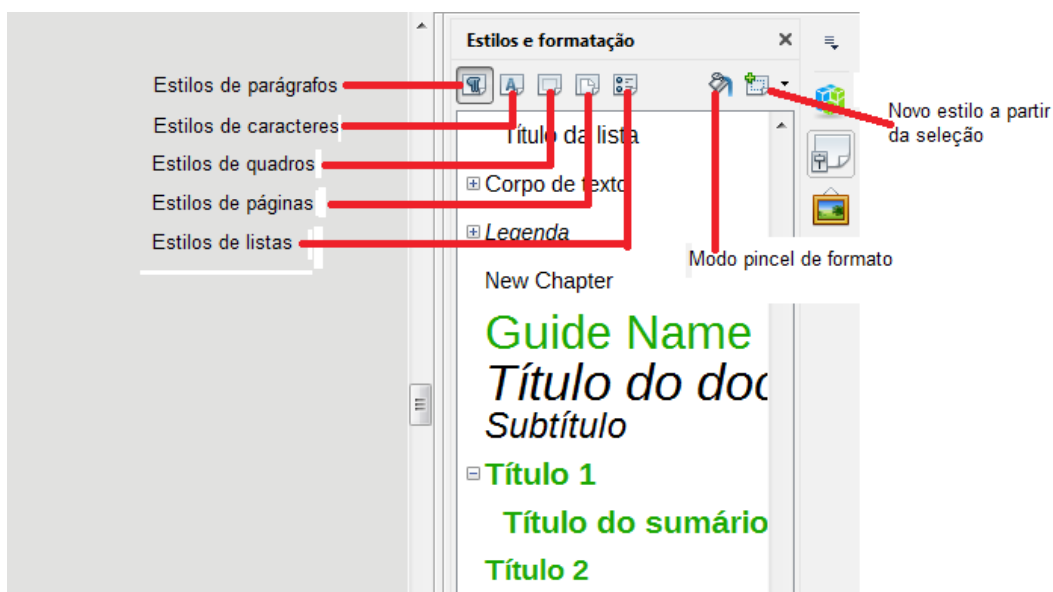 Estilos e formatação
Estilos de parágrafos
Estilos de caracteres
Estilos de quadros
Estilos de páginas
Estilos de listas
Novo estilo a partir
da seleção
Modo pincel de formato
Título da lista
Corpo de texto
Legenda
New Chapter
Guide Name
Título do doc
Subtítulo
Título 1
Título do sumário
Título 2